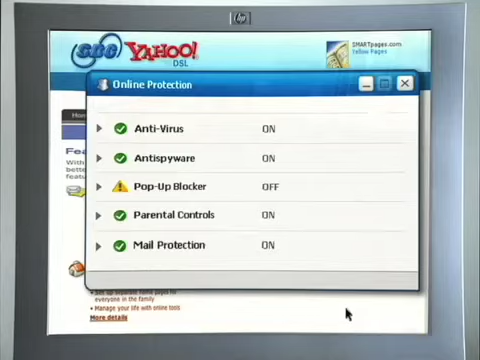 hp
SBC YAHOO!
DSL
SMARTpages.com
Yellow Pages
Online Protection
Anti-Virus ON
Antispyware ON
Pop-Up Blocker OFF
Parental Controls ON
Mail Protection ON
everyone in the family
• Manage your life with online tools
More details